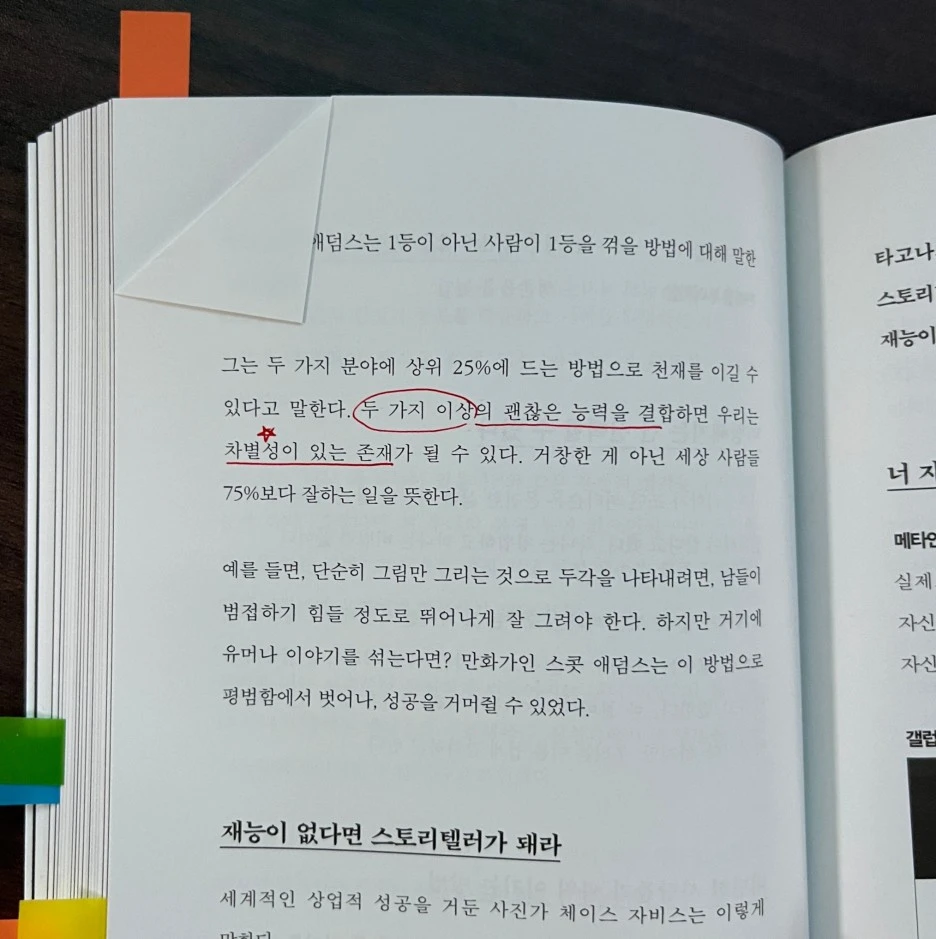 애덤스는 1등이 아닌 사람이 1등을 꺾을 방법에 대해 말한
그는 두 가지 분야에 상위 25%에 드는 방법으로 천재를 이길 수
있다고 말한다. 두 가지 이상의 괜찮은 능력을 결합하면 우리는
차별성이 있는 존재가 될 수 있다. 거창한 게 아닌 세상 사람들
75%보다 잘하는 일을 뜻한다.
예를 들면, 단순히 그림만 그리는 것으로 두각을 나타내려면, 남들이
범접하기 힘들 정도로 뛰어나게 잘 그려야 한다. 하지만 거기에
유머나 이야기를 섞는다면? 만화가인 스콧 애덤스는 이 방법으로
평범함에서 벗어나, 성공을 거머쥘 수 있었다.
재능이 없다면 스토리텔러가 돼라
세계적인 상업적 성공을 거둔 사진가 체이스 자비스는 이렇게
말한다
타고나
스토리
재능이
너 자
메타인
실제
자신
자신
갤럽